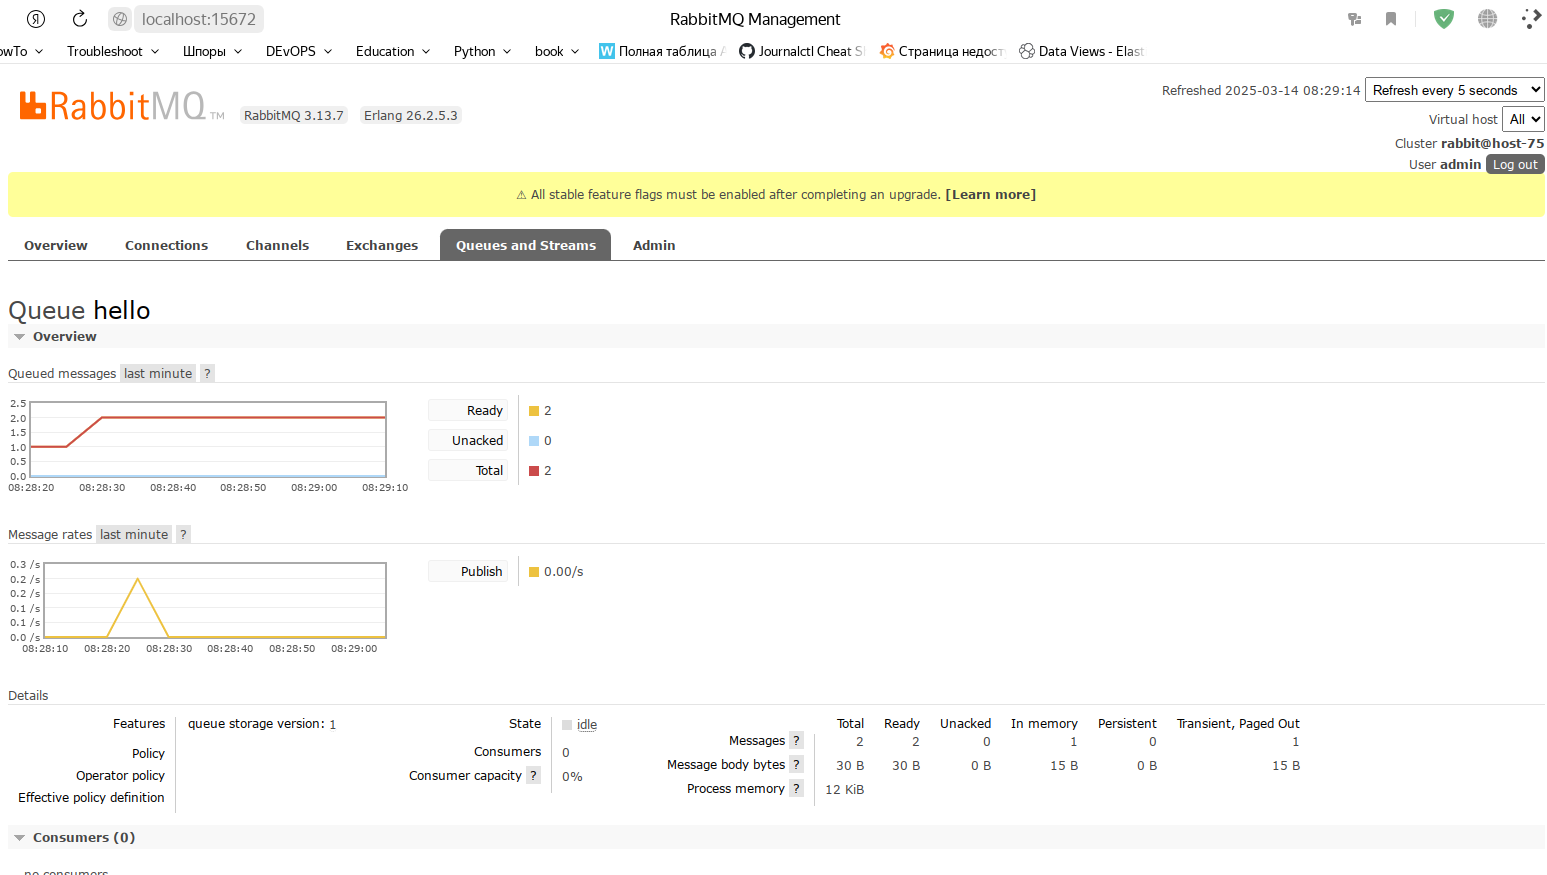 Я localhost:15672 RabbitMQ Management
owTo Troubleshoot Шпоры DEvOPS Education Python book Полная таблица A Journalctl Cheat S Страница недост Data Views - Elast
RabbitMQ TM RabbitMQ 3.13.7 Erlang 26.2.5.3
Refreshed 2025-03-14 08:29:14 Refresh every 5 seconds
Virtual host All
Cluster rabbit@host-75
User admin Log out
⚠ All stable feature flags must be enabled after completing an upgrade. [Learn more]
Overview Connections Channels Exchanges Queues and Streams Admin
Queue hello
Overview
Queued messages last minute ?
2.5
2.0
1.5
1.0
0.5
0.0
08:28:20 08:28:30 08:28:40 08:28:50 08:29:00 08:29:10
Ready 2
Unacked 0
Total 2
Message rates last minute ?
0.3 /s
0.2 /s
0.2 /s
0.1 /s
0.1 /s
0.0 /s
08:28:10 08:28:20 08:28:30 08:28:40 08:28:50 08:29:00
Publish 0.00/s
Details
Features queue storage version: 1
Policy
Operator policy
Effective policy definition
State idle
Consumers 0
Consumer capacity ? 0%
Total Ready Unacked In memory Persistent Transient, Paged Out
Messages ? 2 2 0 1 0 1
Message body bytes ? 30 B 30 B 0 B 15 B 0 B 15 B
Process memory ? 12 KiB
Consumers (0)
no consumers